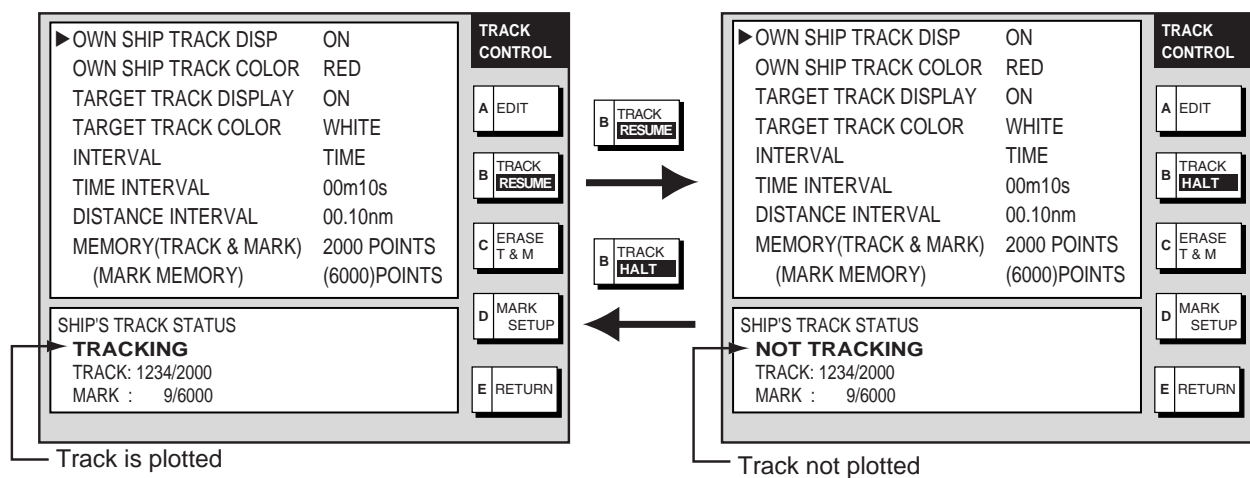 ▶OWN SHIP TRACK DISP ON
OWN SHIP TRACK COLOR RED
TARGET TRACK DISPLAY ON
TARGET TRACK COLOR WHITE
INTERVAL TIME
TIME INTERVAL 00m10s
DISTANCE INTERVAL 00.10nm
MEMORY(TRACK & MARK) 2000 POINTS
(MARK MEMORY) (6000)POINTS
SHIP'S TRACK STATUS
TRACKING
TRACK: 1234/2000
MARK : 9/6000
TRACK
CONTROL
A EDIT
B TRACK
RESUME
C ERASE
T & M
D MARK
SETUP
E RETURN
Track is plotted
B TRACK
RESUME
B TRACK
HALT
▶OWN SHIP TRACK DISP ON
OWN SHIP TRACK COLOR RED
TARGET TRACK DISPLAY ON
TARGET TRACK COLOR WHITE
INTERVAL TIME
TIME INTERVAL 00m10s
DISTANCE INTERVAL 00.10nm
MEMORY(TRACK & MARK) 2000 POINTS
(MARK MEMORY) (6000)POINTS
SHIP'S TRACK STATUS
NOT TRACKING
TRACK: 1234/2000
MARK : 9/6000
TRACK
CONTROL
A EDIT
B TRACK
HALT
C ERASE
T & M
D MARK
SETUP
E RETURN
Track not plotted